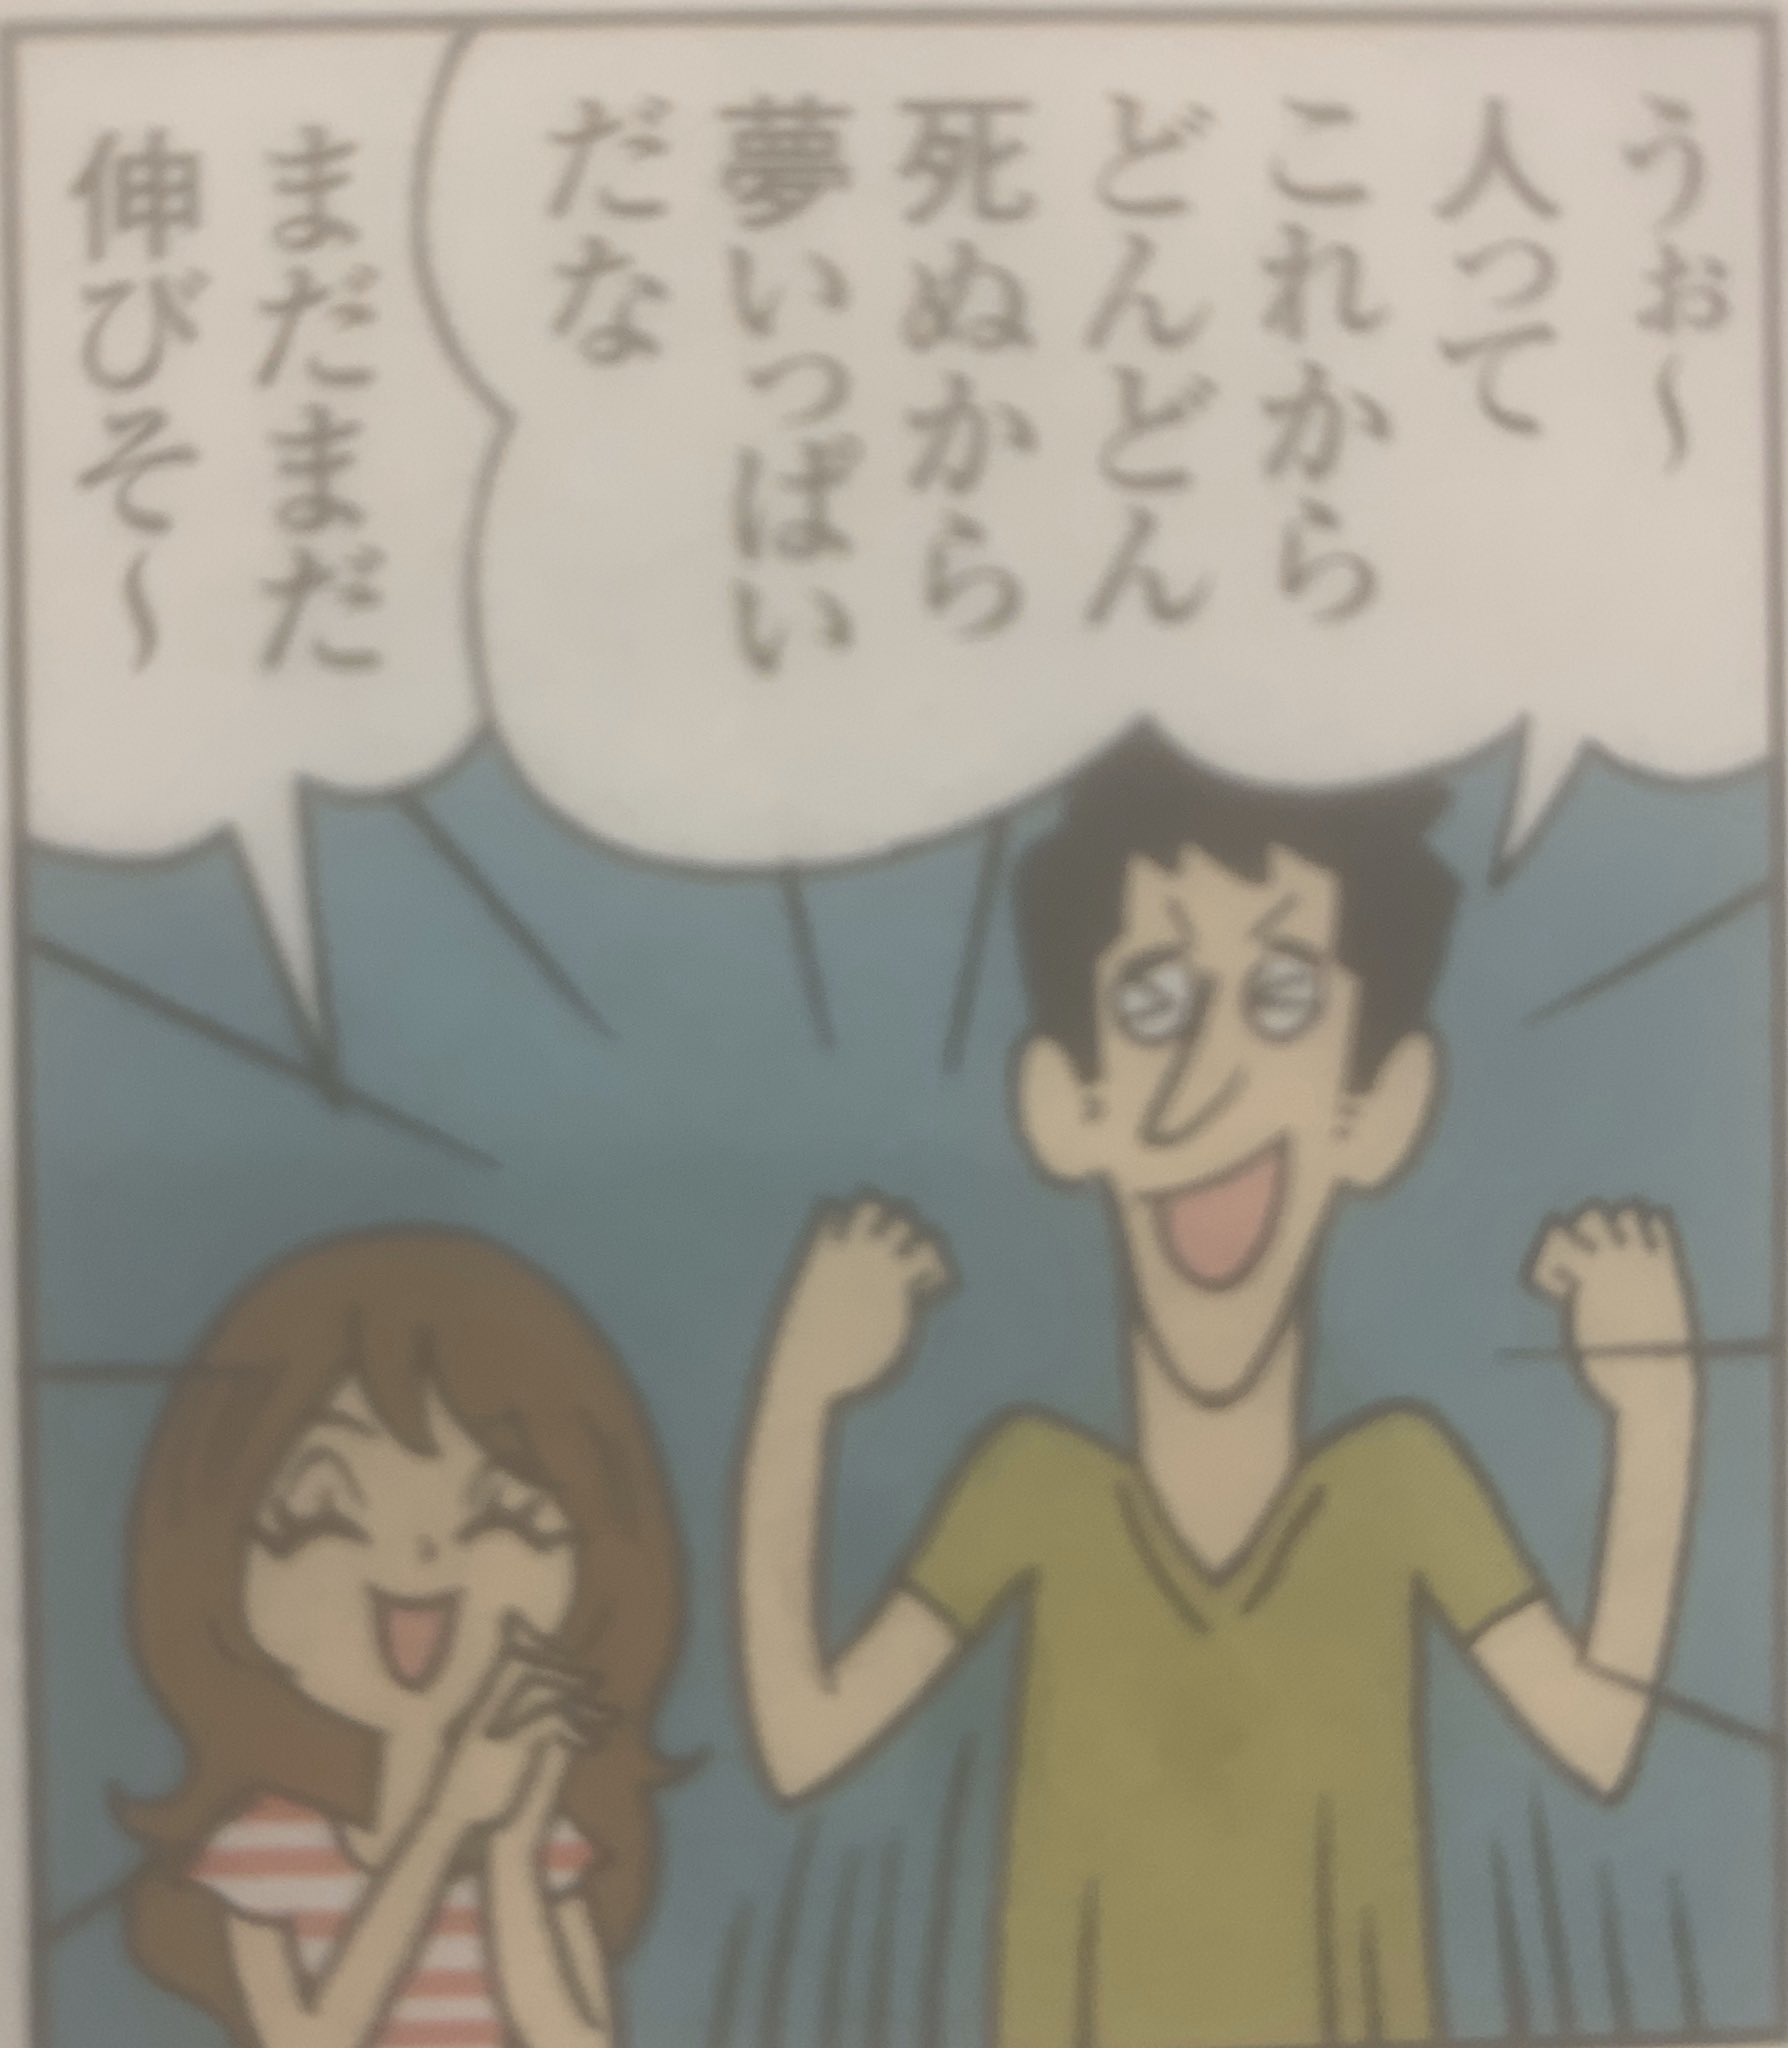 うぉ〜
人って
これから
どんどん
死ぬから
夢いっぱい
だな
まだまだ
伸びそ〜